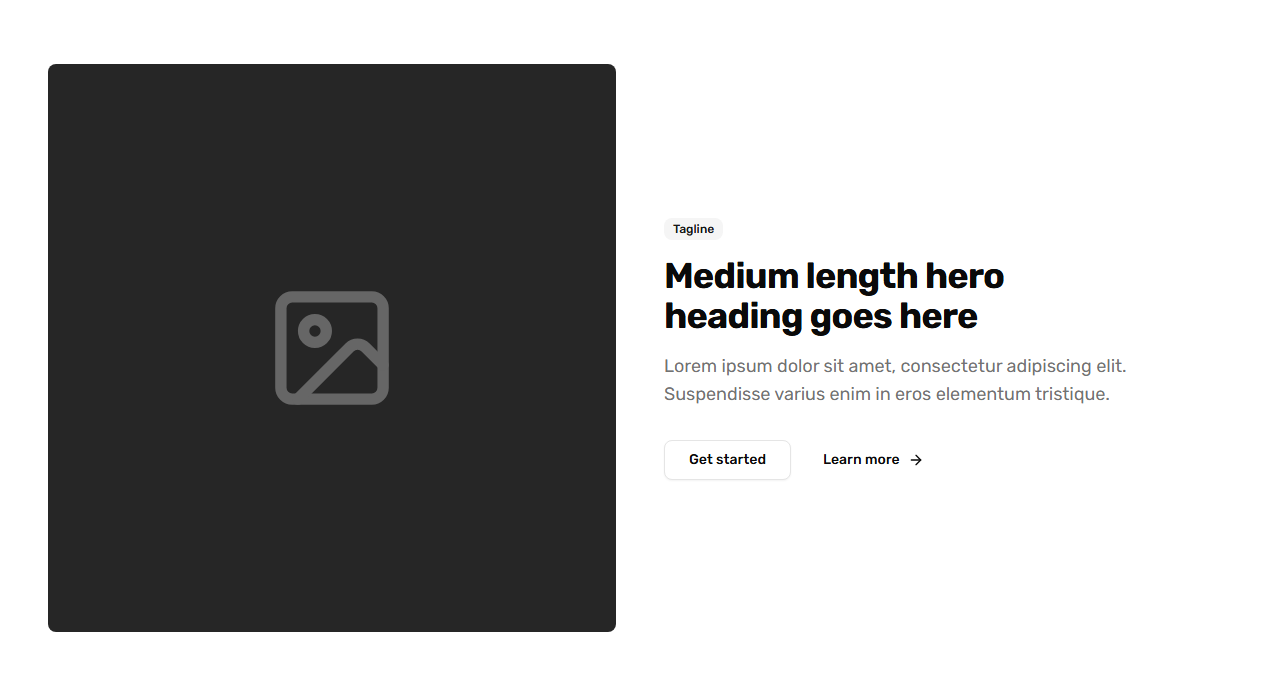 Tagline
Medium length hero
heading goes here
Lorem ipsum dolor sit amet, consectetur adipiscing elit.
Suspendisse varius enim in eros elementum tristique.
Get started
Learn more